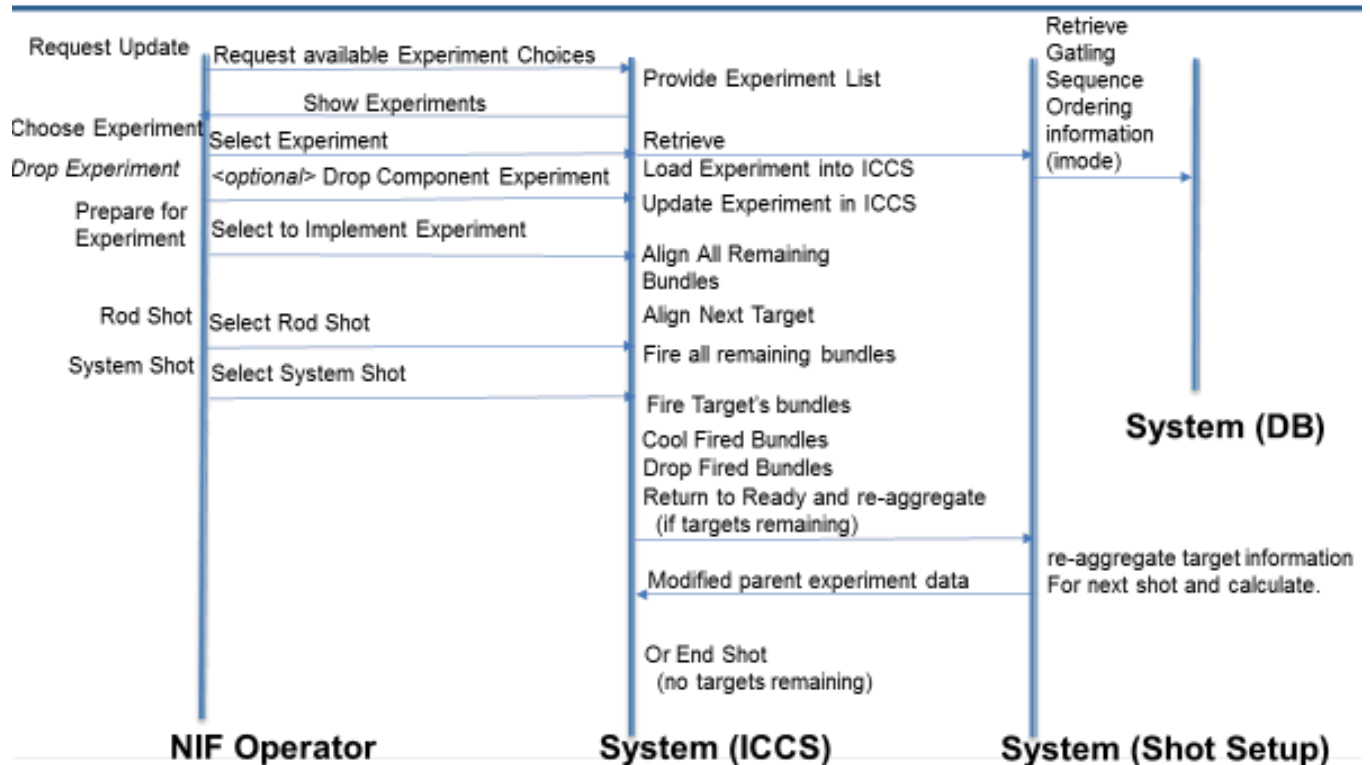 Request Update
Request available Experiment Choices
Provide Experiment List
Retrieve
Gatling
Sequence
Ordering
information
(imode)
Show Experiments
Choose Experiment
Select Experiment
Retrieve
Drop Experiment
<optional> Drop Component Experiment
Load Experiment into ICCS
Update Experiment in ICCS
Prepare for
Experiment
Select to Implement Experiment
Align All Remaining
Bundles
Rod Shot
Select Rod Shot
Align Next Target
Fire all remaining bundles
System Shot
Select System Shot
Fire Target's bundles
System (DB)
Cool Fired Bundles
Drop Fired Bundles
Return to Ready and re-aggregate
(if targets remaining)
re-aggregate target information
For next shot and calculate.
Modified parent experiment data
Or End Shot
(no targets remaining)
NIF Operator
System (ICCS)
System (Shot Setup)